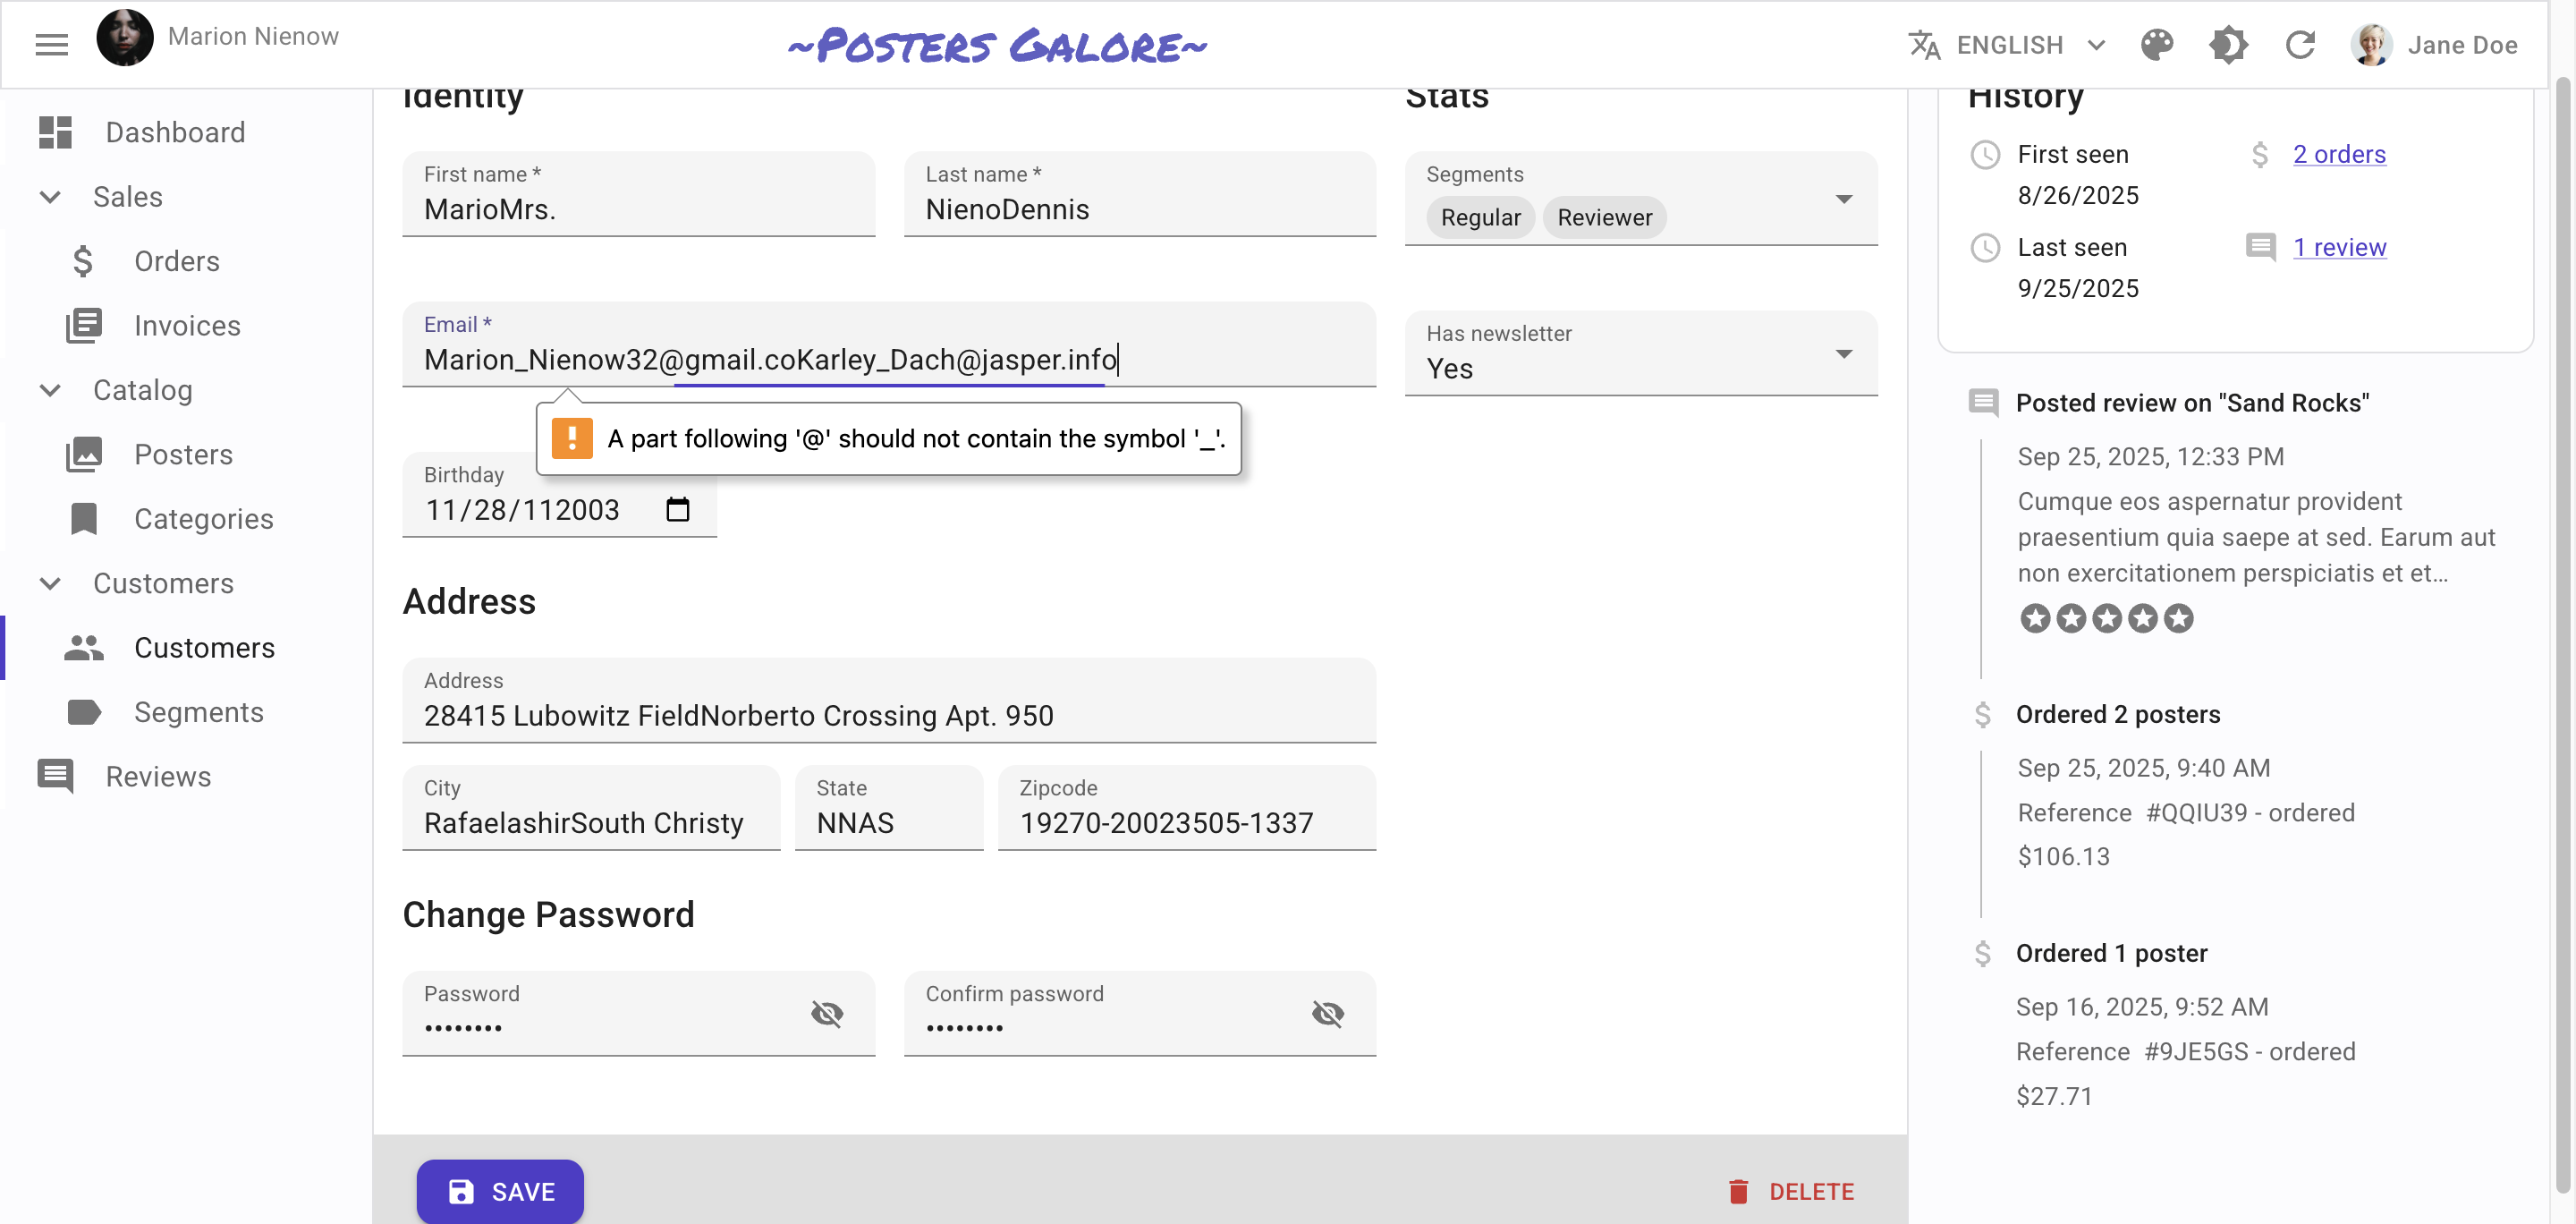 Marion Nienow
~Posters Galore~
ENGLISH
Jane Doe
Dashboard
Sales
Orders
Invoices
Catalog
Posters
Categories
Customers
Customers
Segments
Reviews
Identity
First name *
MarioMrs.
Last name *
NienoDennis
Email *
Marion_Nienow32@gmail.coKarley_Dach@jasper.info
A part following '@' should not contain the symbol '_'.
Birthday
11/28/112003
Address
Address
28415 Lubowitz FieldNorberto Crossing Apt. 950
City
RafaelashirSouth Christy
State
NNAS
Zipcode
19270-20023505-1337
Change Password
Password
••••••••
Confirm password
••••••••
SAVE
DELETE
Stats
Segments
Regular Reviewer
Has newsletter
Yes
History
First seen
8/26/2025
2 orders
Last seen
9/25/2025
1 review
Posted review on "Sand Rocks"
Sep 25, 2025, 12:33 PM
Cumque eos aspernatur provident
praesentium quia saepe at sed. Earum aut
non exercitationem perspiciatis et et...
Ordered 2 posters
Sep 25, 2025, 9:40 AM
Reference #QQIU39 - ordered
$106.13
Ordered 1 poster
Sep 16, 2025, 9:52 AM
Reference #9JE5GS - ordered
$27.71